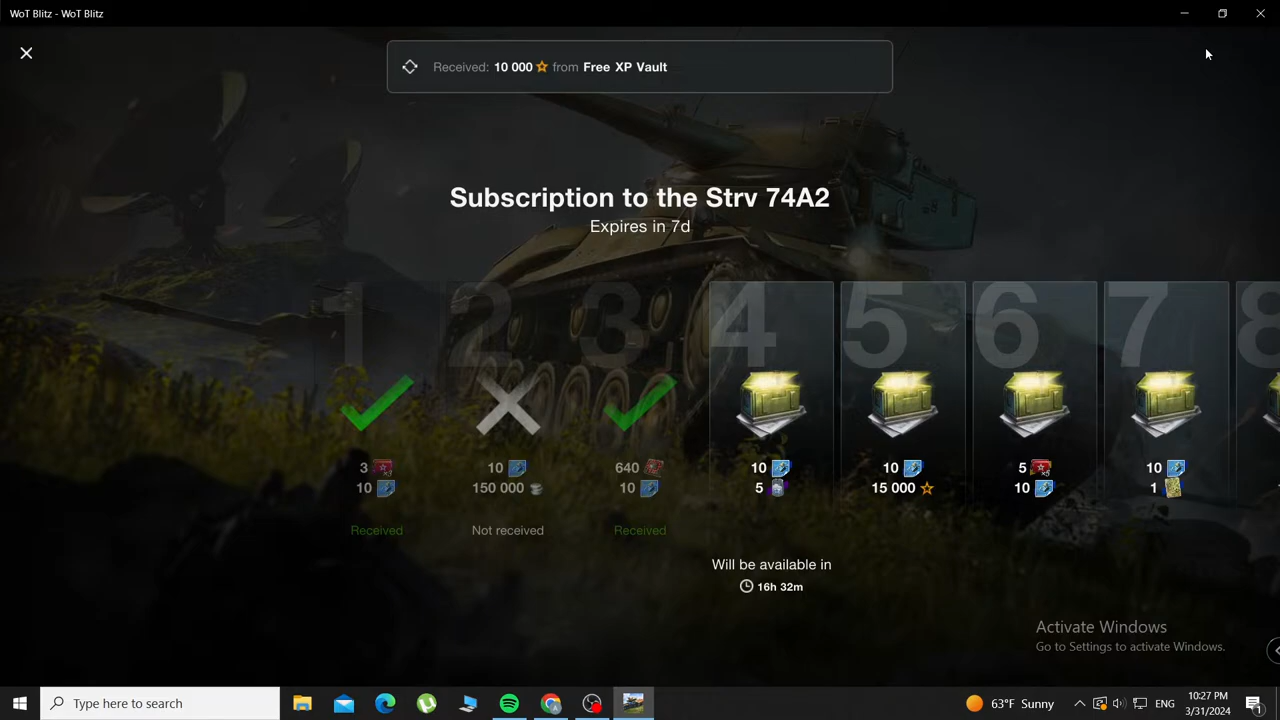 WoT Blitz - WoT Blitz
Received: 10 000 from Free XP Vault
Subscription to the Strv 74A2
Expires in 7d
1 2 3 4 5 6 7 8
3 10 640 10 10 5 10
10 150 000 10 5 15 000 10 1
Received Not received Received
Will be available in
16h 32m
Activate Windows
Go to Settings to activate Windows.
Type here to search
63°F Sunny
ENG
10:27 PM
3/31/2024
1